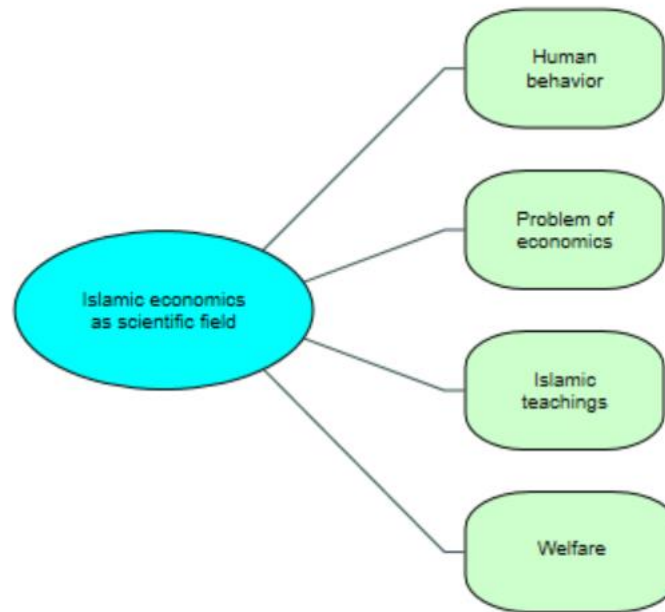 Human
behavior
Problem of
economics
Islamic economics
as scientific field
Islamic
teachings
Welfare